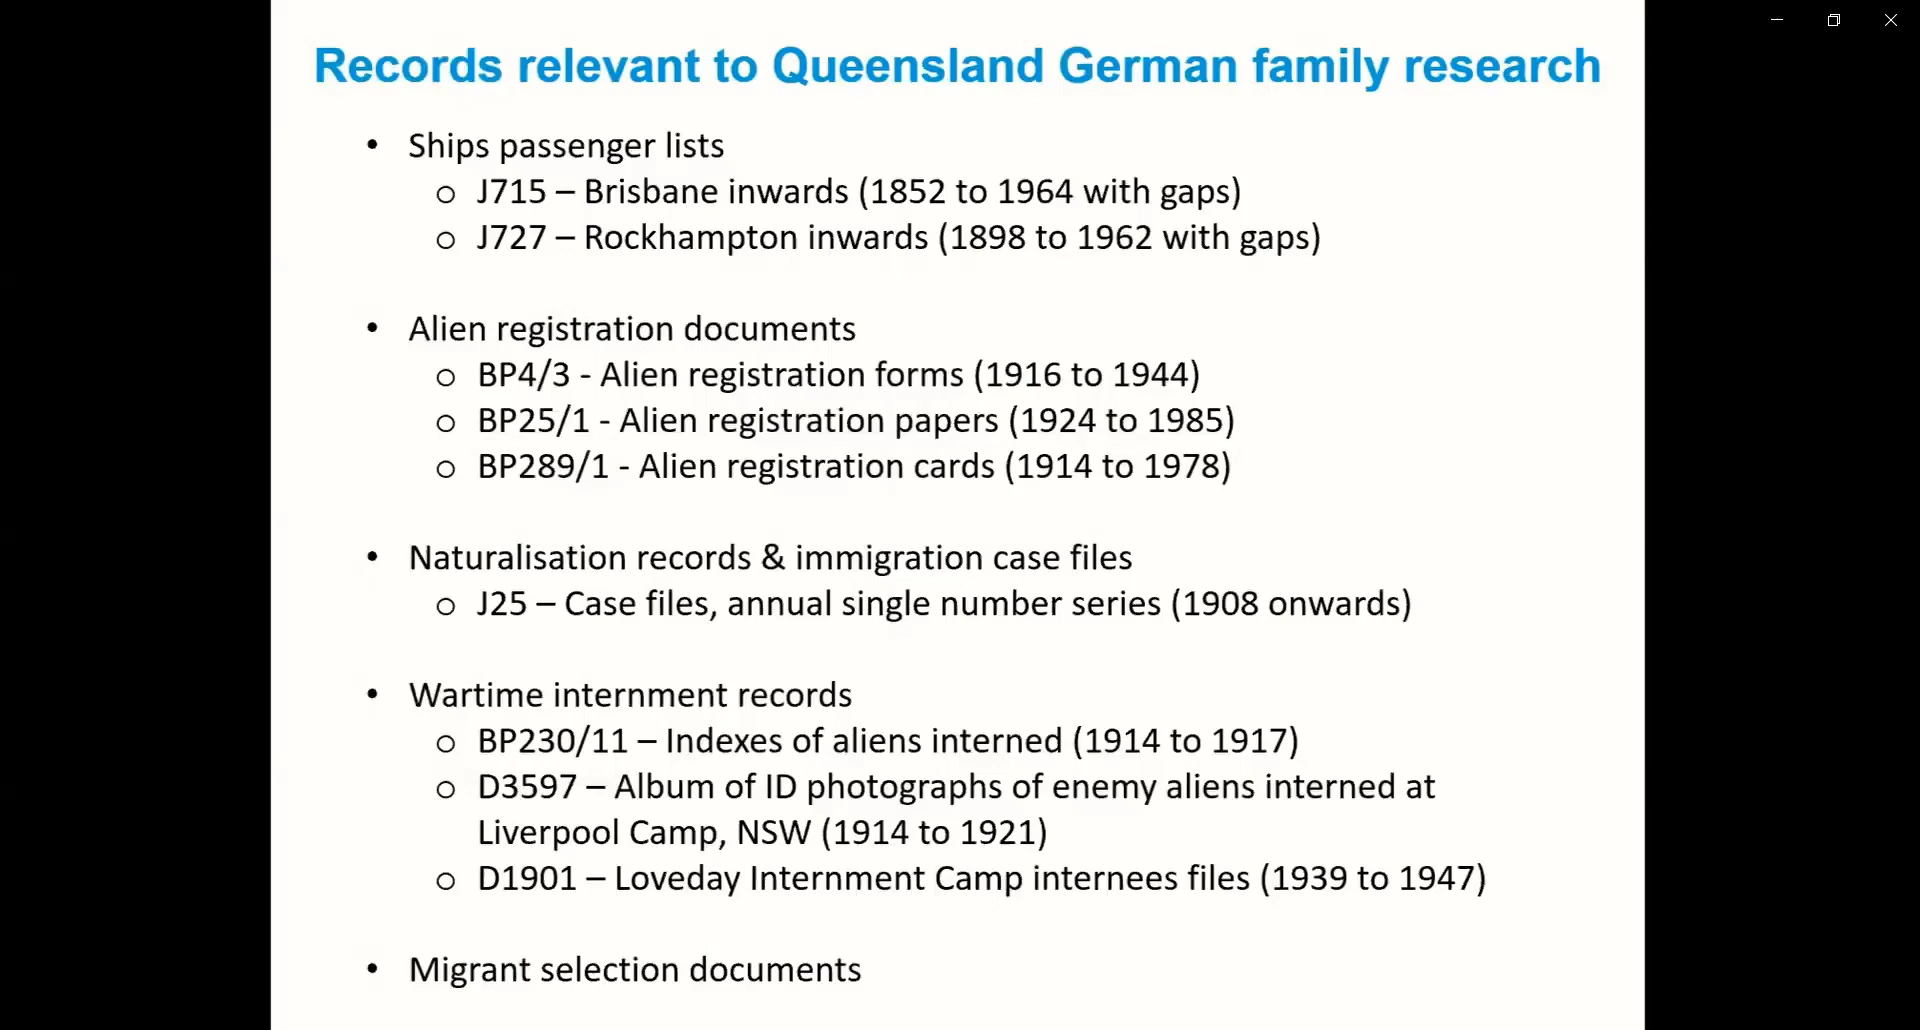 Records relevant to Queensland German family research
• Ships passenger lists
o J715 – Brisbane inwards (1852 to 1964 with gaps)
o J727 – Rockhampton inwards (1898 to 1962 with gaps)
• Alien registration documents
o BP4/3 - Alien registration forms (1916 to 1944)
o BP25/1 - Alien registration papers (1924 to 1985)
o BP289/1 - Alien registration cards (1914 to 1978)
• Naturalisation records & immigration case files
o J25 – Case files, annual single number series (1908 onwards)
• Wartime internment records
o BP230/11 – Indexes of aliens interned (1914 to 1917)
o D3597 – Album of ID photographs of enemy aliens interned at
Liverpool Camp, NSW (1914 to 1921)
o D1901 – Loveday Internment Camp internees files (1939 to 1947)
• Migrant selection documents